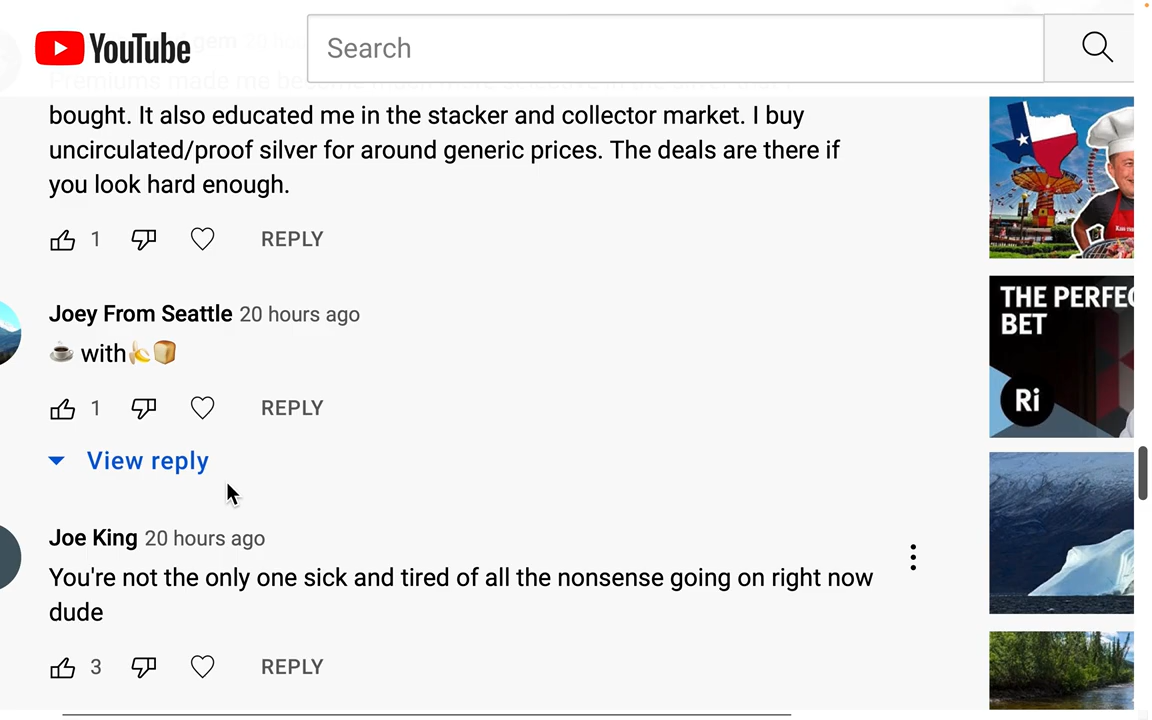 YouTube
Search
bought. It also educated me in the stacker and collector market. I buy
uncirculated/proof silver for around generic prices. The deals are there if
you look hard enough.
1 REPLY
Joey From Seattle 20 hours ago
☕ with🍌🍞
1 REPLY
View reply
Joe King 20 hours ago
You're not the only one sick and tired of all the nonsense going on right now
dude
3 REPLY
THE PERFEC
BET
Ri